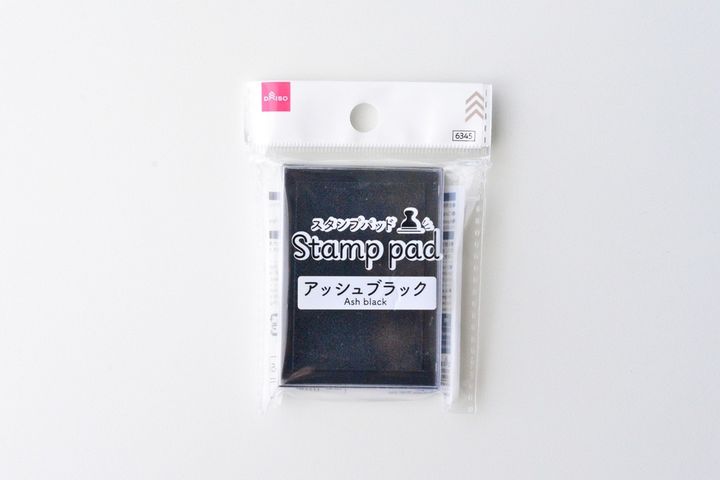 DAISO
6345
スタンプパッド
Stamp pad
アッシュブラック
Ash black